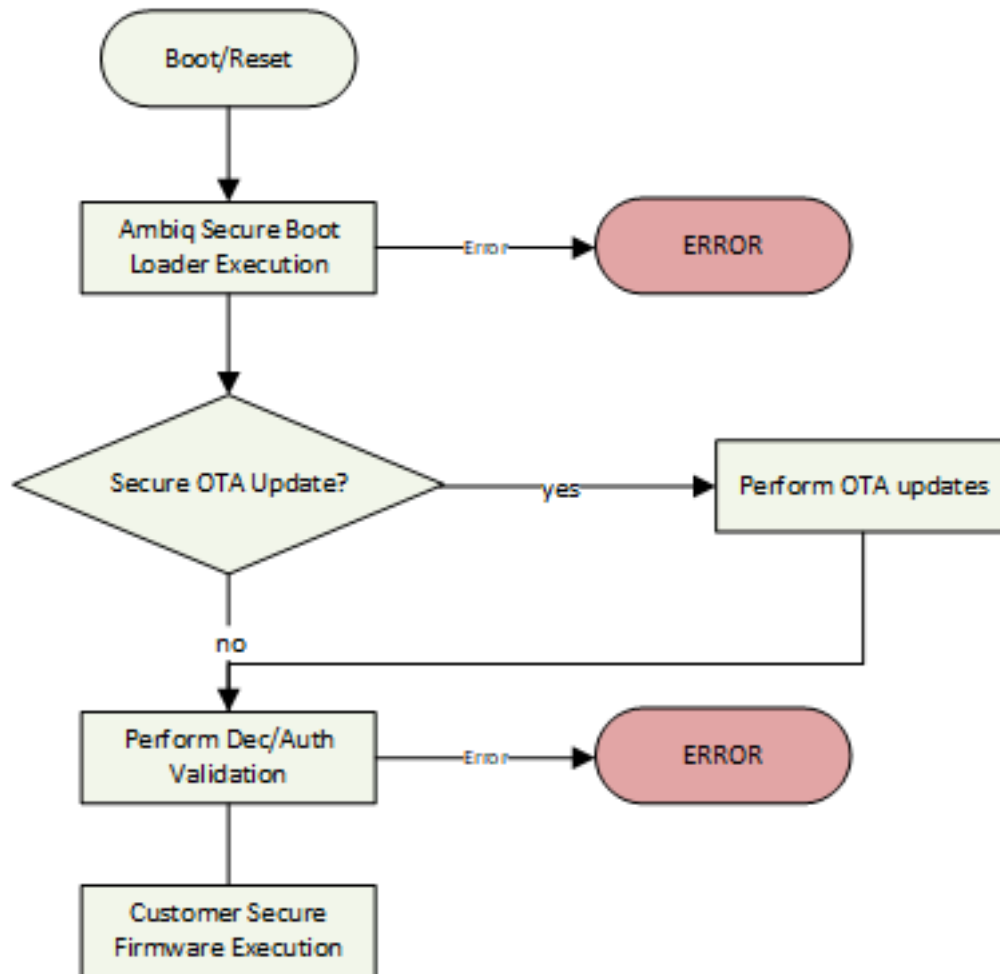 Boot/Reset
Ambiq Secure Boot
Loader Execution
Error
ERROR
Secure OTA Update?
yes
Perform OTA updates
no
Perform Dec/Auth
Validation
Error
ERROR
Customer Secure
Firmware Execution